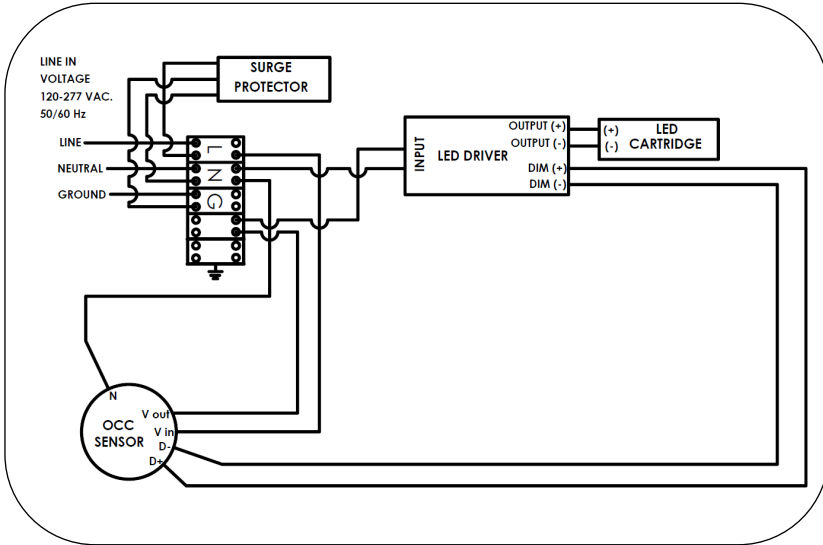 LINE IN
VOLTAGE
120-277 VAC.
50/60 Hz
SURGE
PROTECTOR
LINE
NEUTRAL
GROUND
L
N
G
INPUT
LED DRIVER
OUTPUT (+)
OUTPUT (-)
DIM (+)
DIM (-)
(+)
(-)
LED
CARTRIDGE
N
OCC
SENSOR
V out
V in
D-
D+